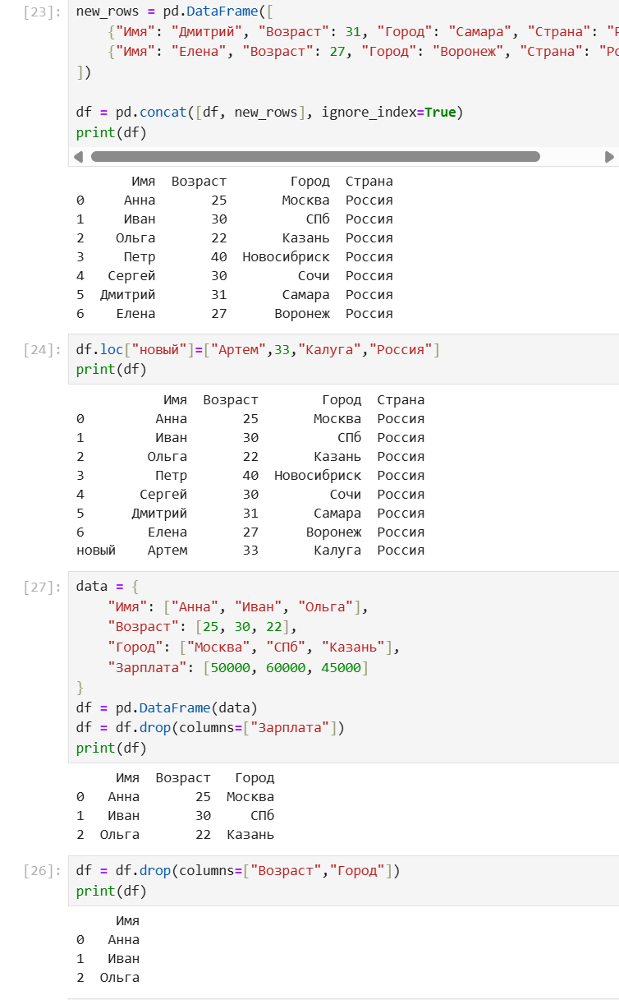 [23]: new_rows = pd.DataFrame([
    {"Имя": "Дмитрий", "Возраст": 31, "Город": "Самара", "Страна": "
    {"Имя": "Елена", "Возраст": 27, "Город": "Воронеж", "Страна": "Ро
])
df = pd.concat([df, new_rows], ignore_index=True)
print(df)
Имя Возраст Город Страна
0 Анна 25 Москва Россия
1 Иван 30 СПб Россия
2 Ольга 22 Казань Россия
3 Петр 40 Новосибриск Россия
4 Сергей 30 Сочи Россия
5 Дмитрий 31 Самара Россия
6 Елена 27 Воронеж Россия
[24]: df.loc["новый"]=["Артем",33,"Калуга","Россия"]
print(df)
Имя Возраст Город Страна
0 Анна 25 Москва Россия
1 Иван 30 СПб Россия
2 Ольга 22 Казань Россия
3 Петр 40 Новосибриск Россия
4 Сергей 30 Сочи Россия
5 Дмитрий 31 Самара Россия
6 Елена 27 Воронеж Россия
новый Артем 33 Калуга Россия
[27]: data = {
    "Имя": ["Анна", "Иван", "Ольга"],
    "Возраст": [25, 30, 22],
    "Город": ["Москва", "СПб", "Казань"],
    "Зарплата": [50000, 60000, 45000]
}
df = pd.DataFrame(data)
df = df.drop(columns=["Зарплата"])
print(df)
Имя Возраст Город
0 Анна 25 Москва
1 Иван 30 СПб
2 Ольга 22 Казань
[26]: df = df.drop(columns=["Возраст","Город"])
print(df)
Имя
0 Анна
1 Иван
2 Ольга